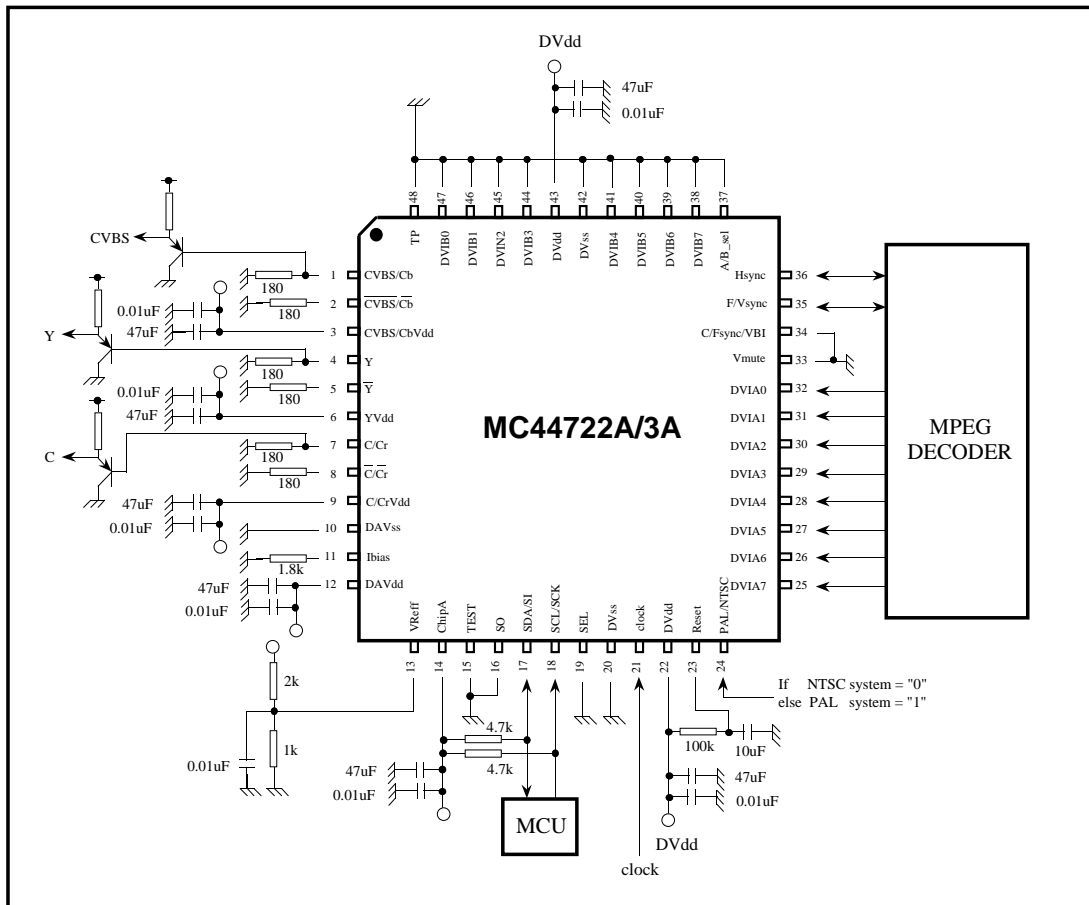 DVdd
47uF
0.01uF
48 47 46 45 44 43 42 41 40 39 38 37
TP DVIB0 DVIB1 DVIN2 DVIB3 DVdd DVss DVIB4 DVIB5 DVIB6 DVIB7 A/B_sel
CVBS
180 1 CVBS/Cb
180 2 CVBS/Cb
0.01uF
47uF
3 CVBS/CbVdd
Y
180 4 Y
180 5 Y
0.01uF
47uF
6 YVdd
C
180 7 C/Cr
180 8 C/Cr
47uF
0.01uF
9 C/CrVdd
10 DAVss
1.8k 11 Ibias
47uF
0.01uF
12 DAVdd
MC44722A/3A
Hsync 36
F/Vsync 35
C/Fsync/VBI 34
Vmute 33
DVIA0 32
DVIA1 31
DVIA2 30
DVIA3 29
DVIA4 28
DVIA5 27
DVIA6 26
DVIA7 25
MPEG
DECODER
VReff ChipA TEST SO SDA/SI SCL/SCK SEL DVss clock DVdd Reset PAL/NTSC
13 14 15 16 17 18 19 20 21 22 23 24
2k
1k
0.01uF
4.7k
4.7k
47uF
0.01uF
MCU
clock
If NTSC system = "0"
else PAL system = "1"
100k
10uF
47uF
0.01uF
DVdd